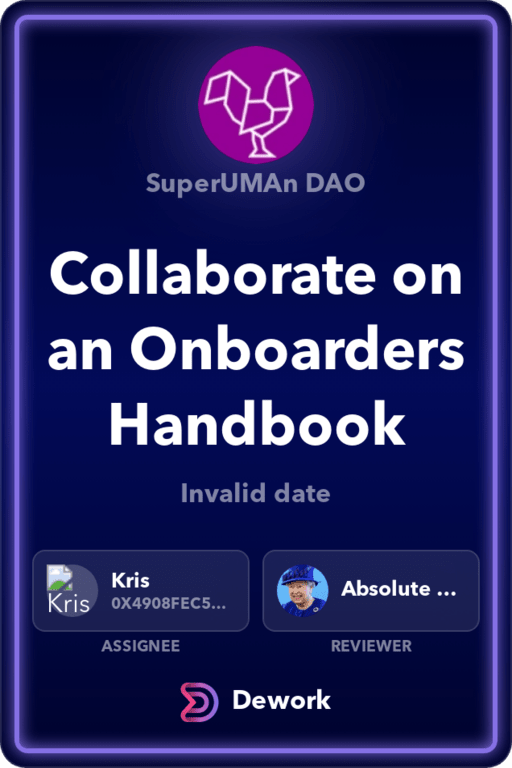 SuperUMAn DAO
Collaborate on
an Onboarders
Handbook
Invalid date
Kris
Kris
0X4908FEC5...
Absolute ...
ASSIGNEE
REVIEWER
Dework